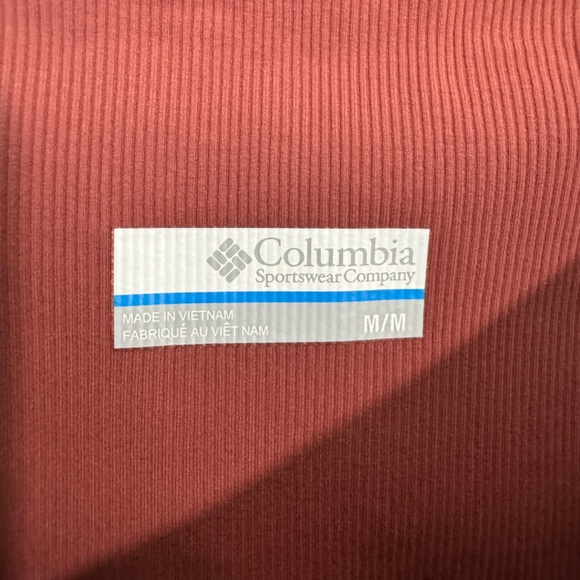 Columbia
Sportswear Company
MADE IN VIETNAM
FABRIQUÉ AU VIÊT NAM
M/M